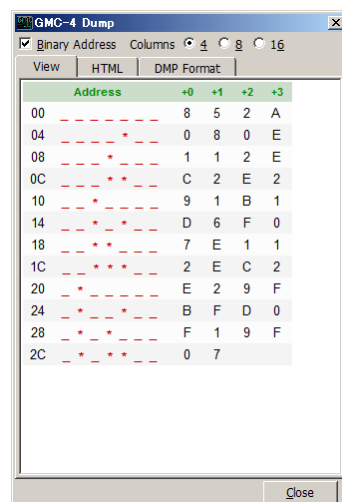 GMC-4 Dump
Binary Address Columns 4 8 16
View HTML DMP Format
Address +0 +1 +2 +3
00 _ _ _ _ _ _ _ 8 5 2 A
04 _ _ _ _ * _ _ 0 8 0 E
08 _ _ _ * _ _ _ 1 1 2 E
0C _ _ _ * * _ _ C 2 E 2
10 _ _ * _ _ _ _ 9 1 B 1
14 _ _ * _ * _ _ D 6 F 0
18 _ _ * * _ _ _ 7 E 1 1
1C _ _ * * * _ _ 2 E C 2
20 _ * _ _ _ _ _ E 2 9 F
24 _ * _ _ * _ _ B F D 0
28 _ * _ * _ _ _ F 1 9 F
2C _ * _ * * _ _ 0 7
Close